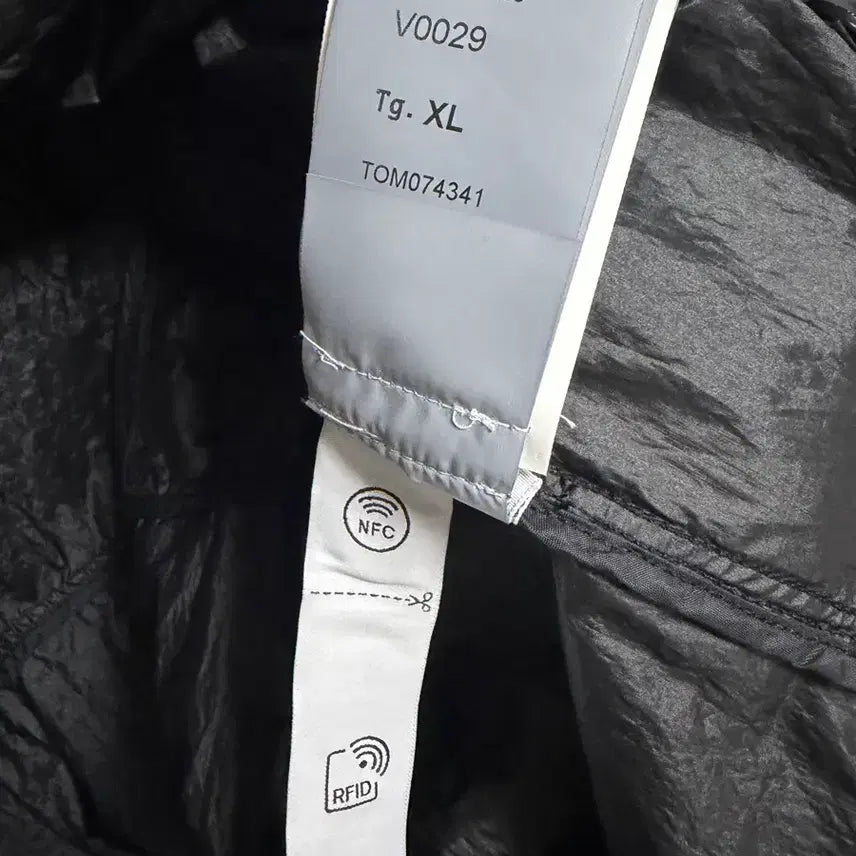 V0029
Tg. XL
TOM074341
NFC
RFID